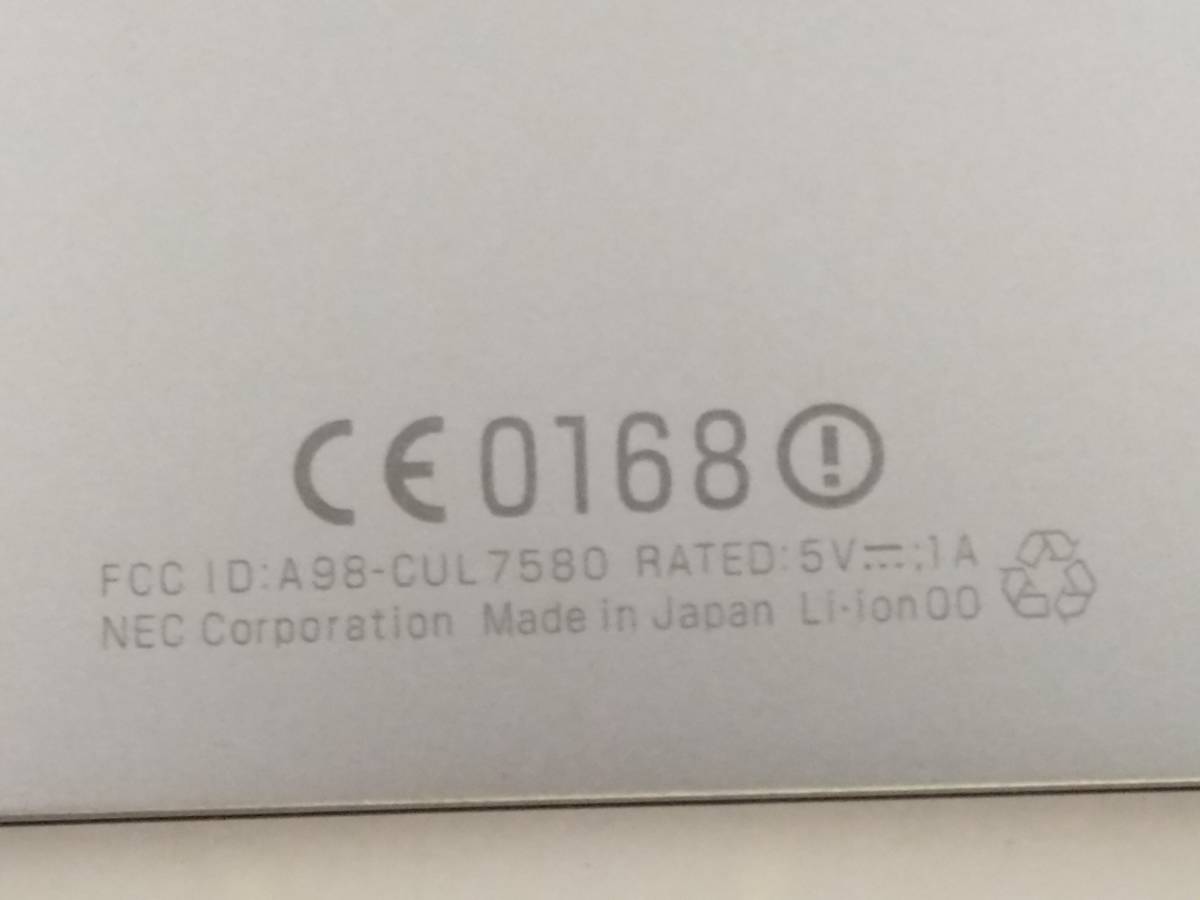 CE0168
FCC ID:A98-CUL7580 RATED:5V⎓:1A
NEC Corporation Made in Japan Li-ion00